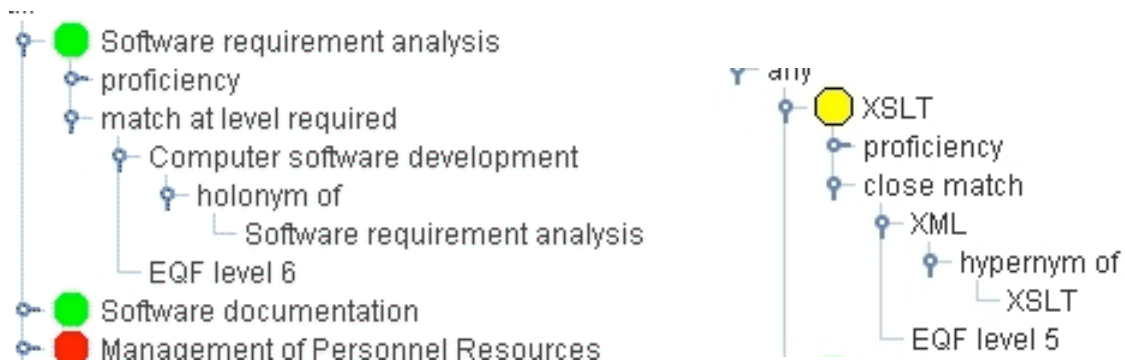 Software requirement analysis
proficiency
match at level required
Computer software development
holonym of
Software requirement analysis
EQF level 6
Software documentation
Management of Personnel Resources
any
XSLT
proficiency
close match
XML
hypernym of
XSLT
EQF level 5